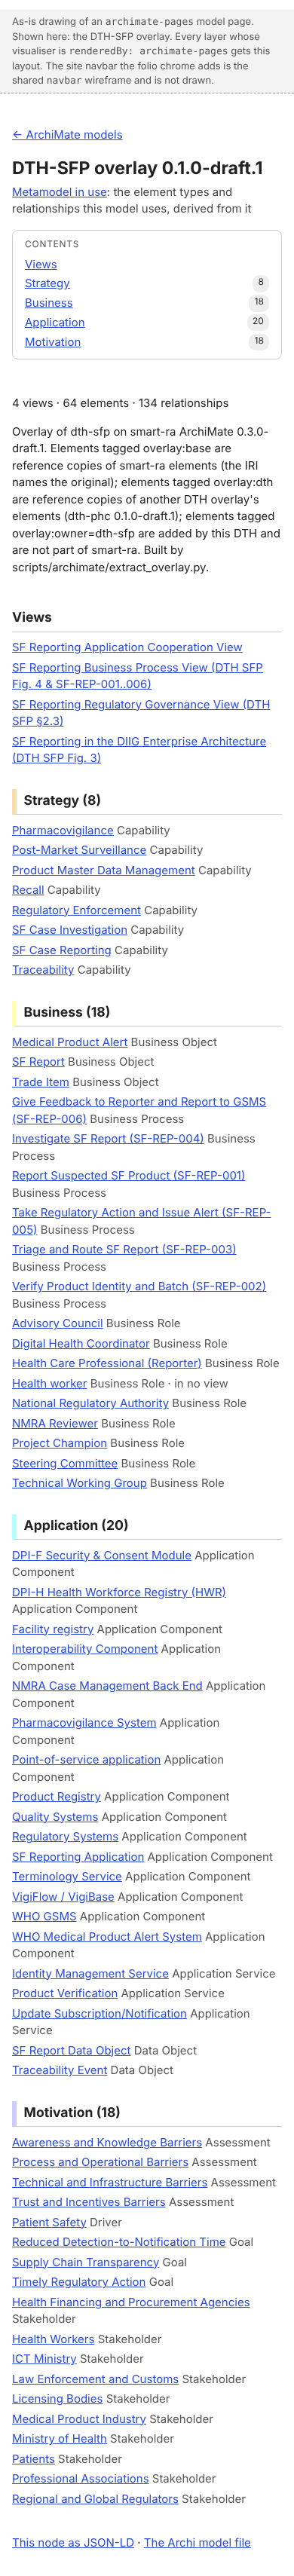 As-is drawing of an archimate-pages model page.
Shown here: the DTH-SFP overlay. Every layer whose
visualiser is renderedBy: archimate-pages gets this
layout. The site navbar the folio chrome adds is the
shared navbar wireframe and is not drawn.
← ArchiMate models
DTH-SFP overlay 0.1.0-draft.1
Metamodel in use: the element types and
relationships this model uses, derived from it
CONTENTS
Views
Strategy 8
Business 18
Application 20
Motivation 18
4 views · 64 elements · 134 relationships
Overlay of dth-sfp on smart-ra ArchiMate 0.3.0-
draft.1. Elements tagged overlay:base are
reference copies of smart-ra elements (the IRI
names the original); elements tagged overlay:dth
are reference copies of another DTH overlay's
elements (dth-phc 0.1.0-draft.1); elements tagged
overlay:owner=dth-sfp are added by this DTH and
are not part of smart-ra. Built by
scripts/archimate/extract_overlay.py.
Views
SF Reporting Application Cooperation View
SF Reporting Business Process View (DTH SFP
Fig. 4 & SF-REP-001..006)
SF Reporting Regulatory Governance View (DTH
SFP §2.3)
SF Reporting in the DIIG Enterprise Architecture
(DTH SFP Fig. 3)
Strategy (8)
Pharmacovigilance Capability
Post-Market Surveillance Capability
Product Master Data Management Capability
Recall Capability
Regulatory Enforcement Capability
SF Case Investigation Capability
SF Case Reporting Capability
Traceability Capability
Business (18)
Medical Product Alert Business Object
SF Report Business Object
Trade Item Business Object
Give Feedback to Reporter and Report to GSMS
(SF-REP-006) Business Process
Investigate SF Report (SF-REP-004) Business
Process
Report Suspected SF Product (SF-REP-001)
Business Process
Take Regulatory Action and Issue Alert (SF-REP-
005) Business Process
Triage and Route SF Report (SF-REP-003)
Business Process
Verify Product Identity and Batch (SF-REP-002)
Business Process
Advisory Council Business Role
Digital Health Coordinator Business Role
Health Care Professional (Reporter) Business Role
Health worker Business Role · in no view
National Regulatory Authority Business Role
NMRA Reviewer Business Role
Project Champion Business Role
Steering Committee Business Role
Technical Working Group Business Role
Application (20)
DPI-F Security & Consent Module Application
Component
DPI-H Health Workforce Registry (HWR)
Application Component
Facility registry Application Component
Interoperability Component Application
Component
NMRA Case Management Back End Application
Component
Pharmacovigilance System Application
Component
Point-of-service application Application
Component
Product Registry Application Component
Quality Systems Application Component
Regulatory Systems Application Component
SF Reporting Application Application Component
Terminology Service Application Component
VigiFlow / VigiBase Application Component
WHO GSMS Application Component
WHO Medical Product Alert System Application
Component
Identity Management Service Application Service
Product Verification Application Service
Update Subscription/Notification Application
Service
SF Report Data Object Data Object
Traceability Event Data Object
Motivation (18)
Awareness and Knowledge Barriers Assessment
Process and Operational Barriers Assessment
Technical and Infrastructure Barriers Assessment
Trust and Incentives Barriers Assessment
Patient Safety Driver
Reduced Detection-to-Notification Time Goal
Supply Chain Transparency Goal
Timely Regulatory Action Goal
Health Financing and Procurement Agencies
Stakeholder
Health Workers Stakeholder
ICT Ministry Stakeholder
Law Enforcement and Customs Stakeholder
Licensing Bodies Stakeholder
Medical Product Industry Stakeholder
Ministry of Health Stakeholder
Patients Stakeholder
Professional Associations Stakeholder
Regional and Global Regulators Stakeholder
This node as JSON-LD · The Archi model file